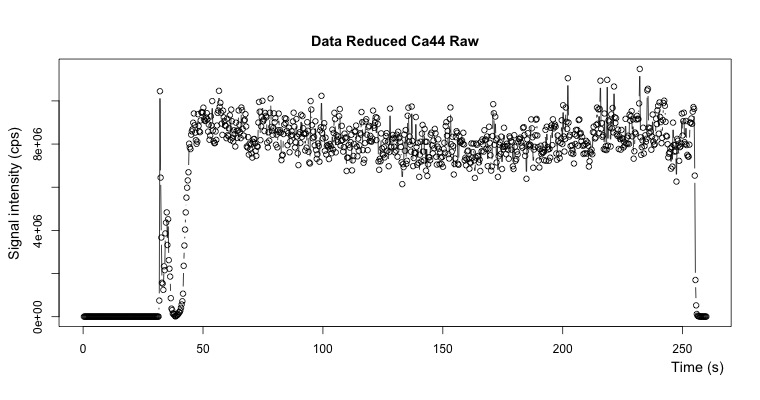 Data Reduced Ca44 Raw
Signal intensity (cps)
8e+06
4e+06
0e+00
0 50 100 150 200 250
Time (s)